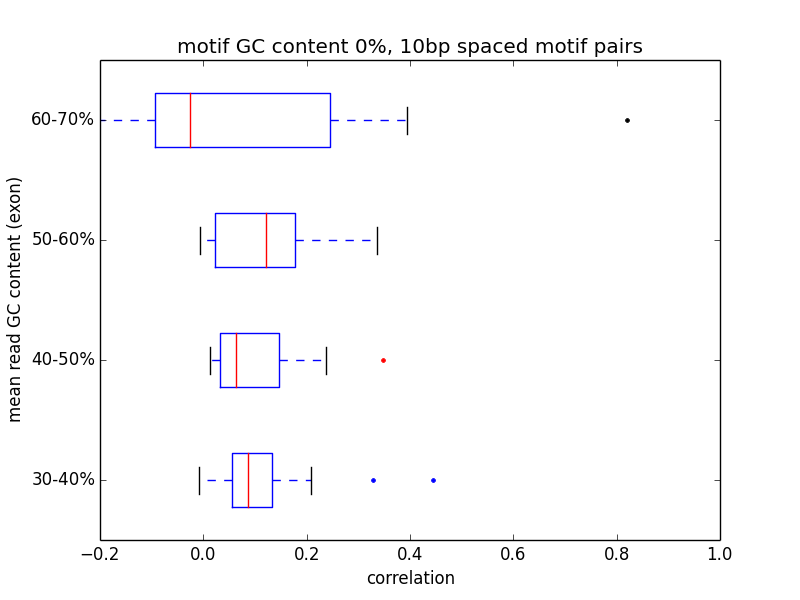 motif GC content 0%, 10bp spaced motif pairs
mean read GC content (exon)
60-70%
50-60%
40-50%
30-40%
−0.2 0.0 0.2 0.4 0.6 0.8 1.0
correlation